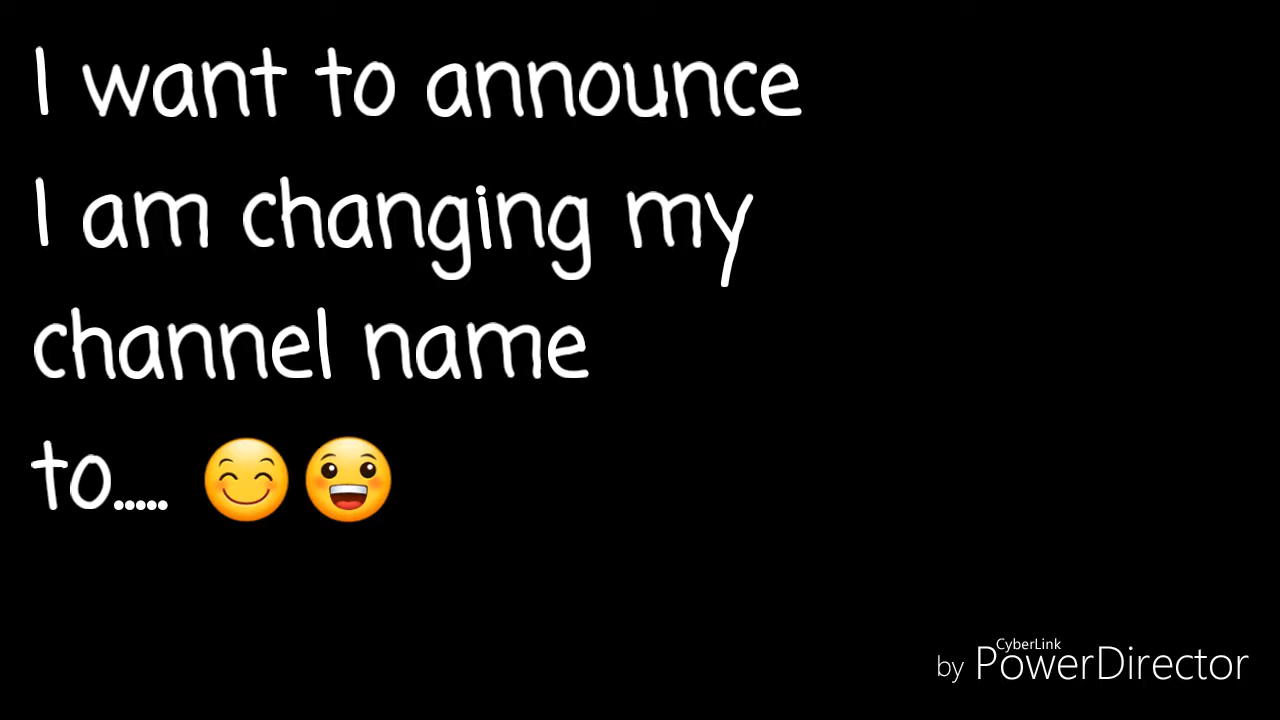 I want to announce
I am changing my
channel name
to..... 😊😀
CyberLink
by PowerDirector